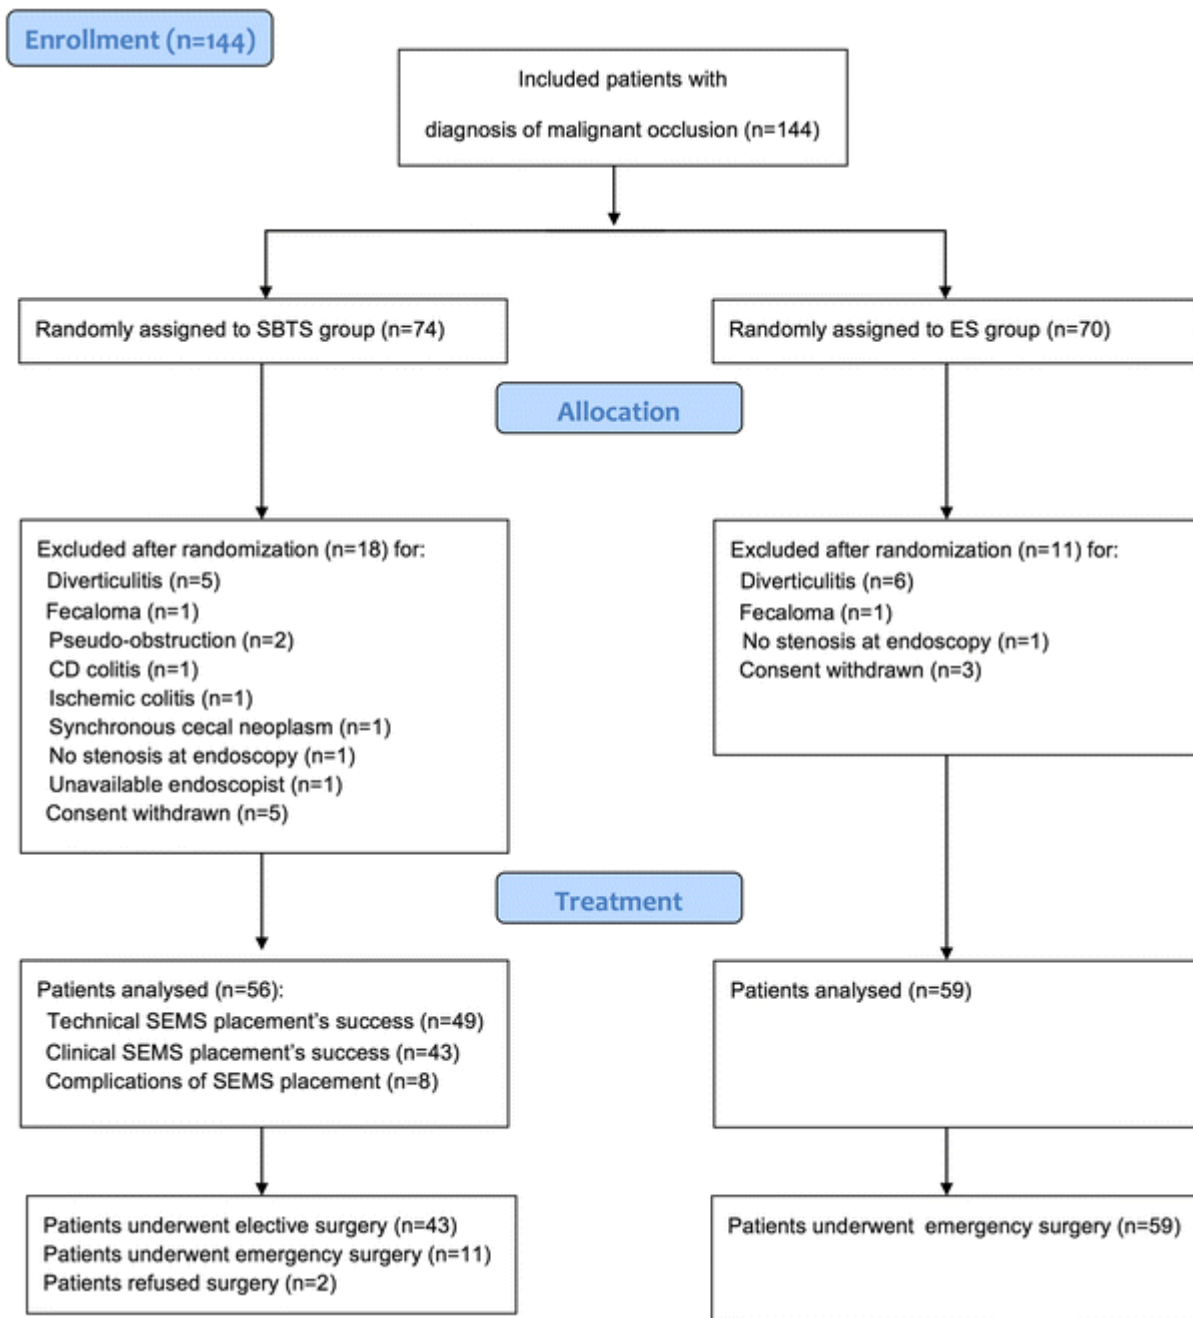 Enrollment (n=144)
Included patients with
diagnosis of malignant occlusion (n=144)
Randomly assigned to SBTS group (n=74)
Randomly assigned to ES group (n=70)
Allocation
Excluded after randomization (n=18) for:
Diverticulitis (n=5)
Fecaloma (n=1)
Pseudo-obstruction (n=2)
CD colitis (n=1)
Ischemic colitis (n=1)
Synchronous cecal neoplasm (n=1)
No stenosis at endoscopy (n=1)
Unavailable endoscopist (n=1)
Consent withdrawn (n=5)
Excluded after randomization (n=11) for:
Diverticulitis (n=6)
Fecaloma (n=1)
No stenosis at endoscopy (n=1)
Consent withdrawn (n=3)
Treatment
Patients analysed (n=56):
Technical SEMS placement's success (n=49)
Clinical SEMS placement's success (n=43)
Complications of SEMS placement (n=8)
Patients analysed (n=59)
Patients underwent elective surgery (n=43)
Patients underwent emergency surgery (n=11)
Patients refused surgery (n=2)
Patients underwent emergency surgery (n=59)